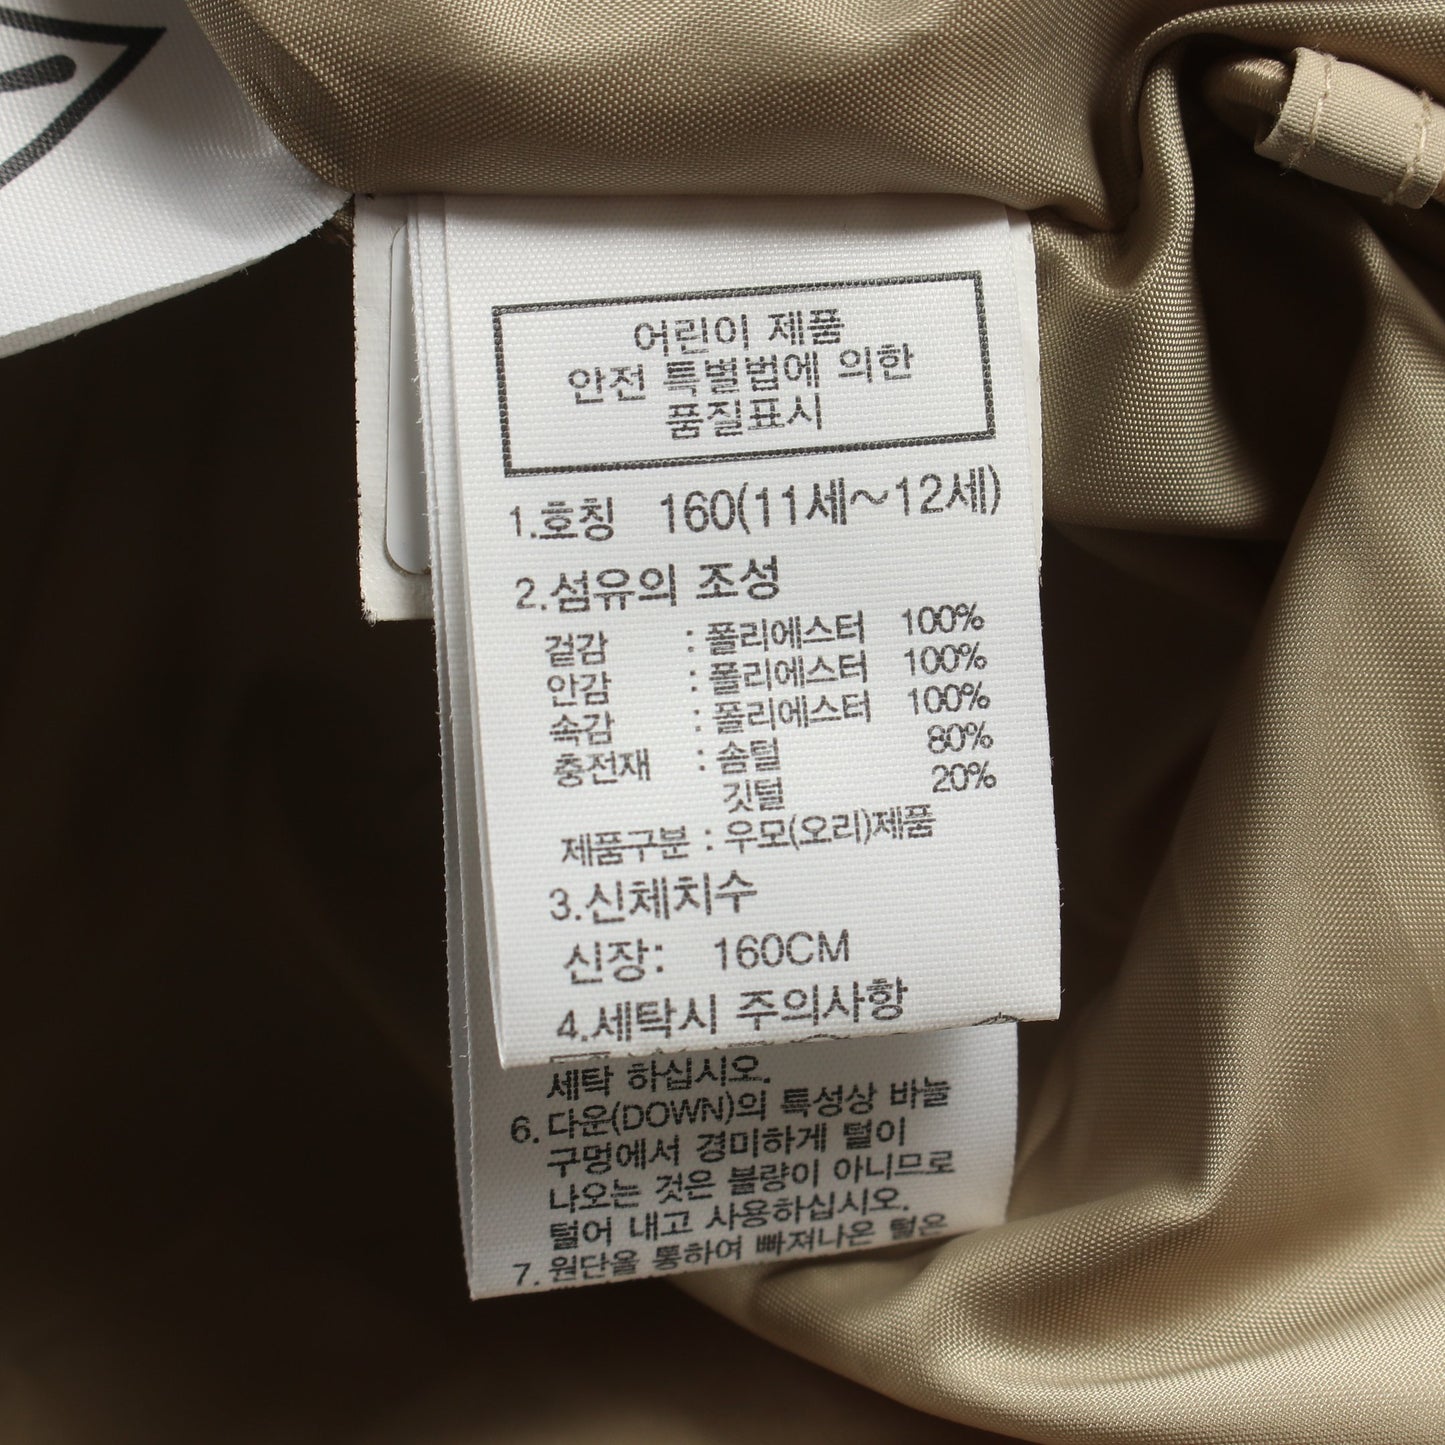 어린이 제품
안전 특별법에 의한
품질표시
1.호칭 160(11세~12세)
2.섬유의 조성
겉감 : 폴리에스터 100%
안감 : 폴리에스터 100%
속감 : 폴리에스터 100%
충전재 : 솜털 80%
깃털 20%
제품구분 : 우모(오리)제품
3.신체치수
신장: 160CM
4.세탁시 주의사항
세탁 하십시오.
6. 다운(DOWN)의 특성상 바늘
구멍에서 경미하게 털이
나오는 것은 불량이 아니므로
털어 내고 사용하십시오.
7. 원단을 통하여 빠져나온 털은